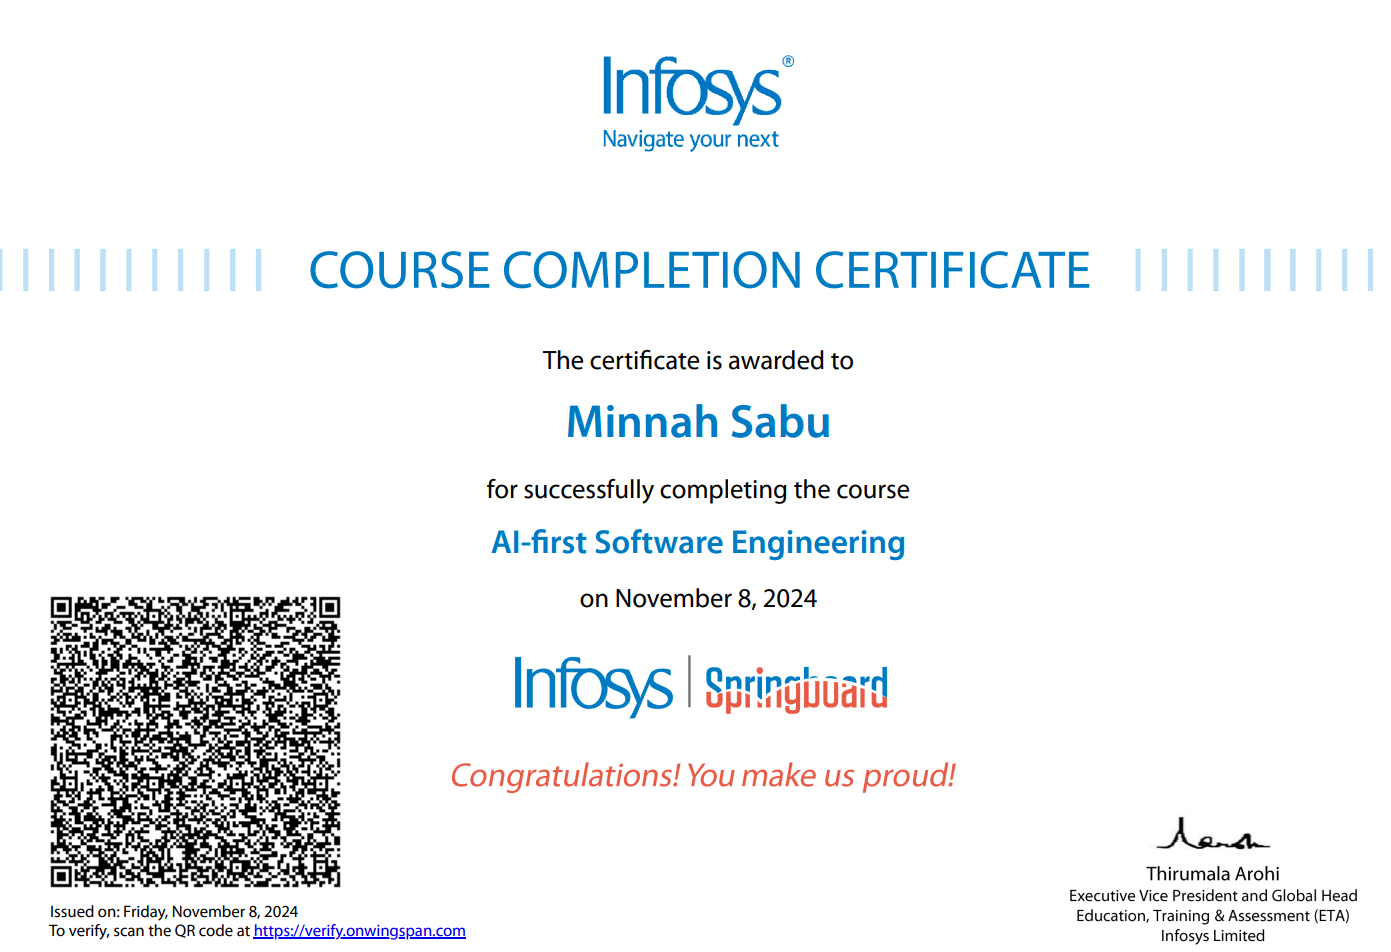 Infosys®
Navigate your next
COURSE COMPLETION CERTIFICATE
The certificate is awarded to
Minnah Sabu
for successfully completing the course
AI-first Software Engineering
on November 8, 2024
Infosys | Springboard
Congratulations! You make us proud!
Issued on: Friday, November 8, 2024
To verify, scan the QR code at https://verify.onwingspan.com
Thirumala Arohi
Executive Vice President and Global Head
Education, Training & Assessment (ETA)
Infosys Limited